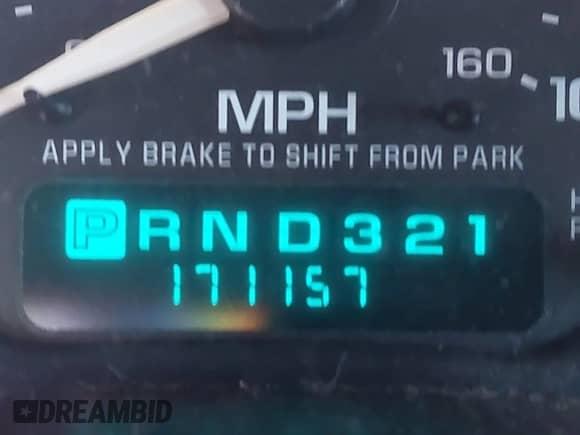 160
MPH
APPLY BRAKE TO SHIFT FROM PARK
P R N D 3 2 1
171157
DREAMBID